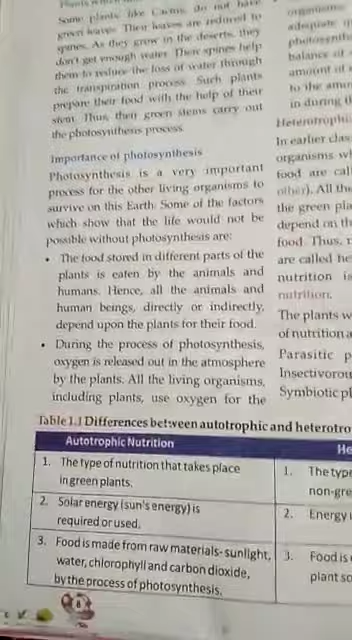 Some plants, like Cactus, do not have
green leaves. Their leaves are reduced to
spines. As they grow in the deserts, they
don't get enough water. Their spines help
them to reduce the loss of water through
the transpiration process. Such plants
prepare their food with the help of their
stem. Thus, their green stems carry out
the photosynthesis process.
Importance of photosynthesis
Photosynthesis is a very important
process for the other living organisms to
survive on this Earth. Some of the factors
which show that the life would not be
possible without photosynthesis are:
• The food stored in different parts of the
plants is eaten by the animals and
humans. Hence, all the animals and
human beings, directly or indirectly,
depend upon the plants for their food.
• During the process of photosynthesis,
oxygen is released out in the atmosphere
by the plants. All the living organisms,
including plants, use oxygen for the
organisms
adequate
photosynthe
balance of
amount of
to the amo
in during
Heterotrophi
In earlier clas
organisms wh
food are call
other). All the
the green pla
depend on th
food. Thus,
are called he
nutrition is
nutrition.
The plants w
of nutrition a
Parasitic p
Insectivorou
Symbiotic pl
Table 1.1 Differences between autotrophic and heterotro
Autotrophic Nutrition
He
1. The type of nutrition that takes place
in green plants.
1. The type
non-gre
2. Solar energy (sun's energy) is
required or used.
2. Energy
3. Food is made from raw materials- sunlight,
water, chlorophyll and carbon dioxide,
by the process of photosynthesis.
3. Food is
plant so
8